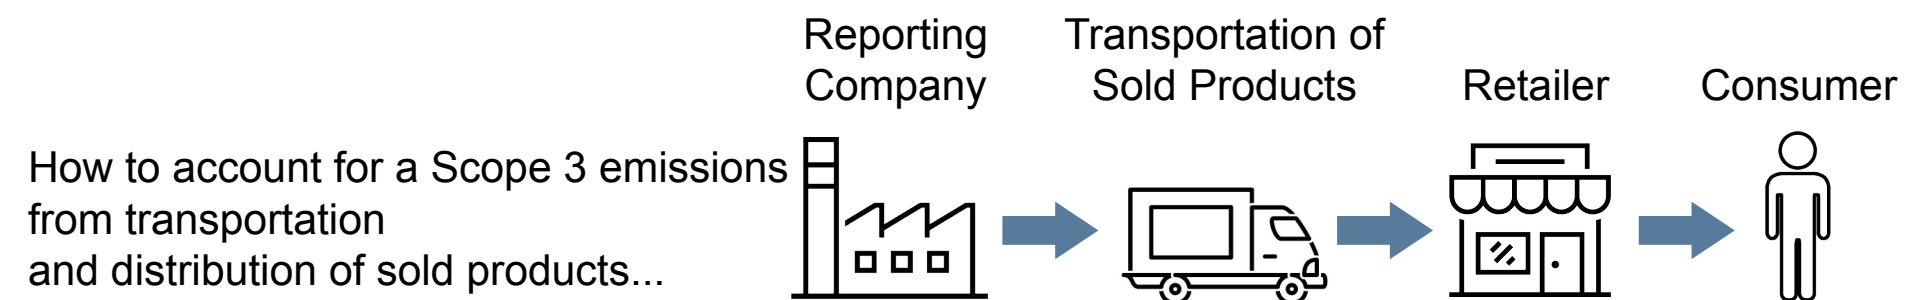 Reporting
Company
Transportation of
Sold Products
Retailer
Consumer
How to account for a Scope 3 emissions
from transportation
and distribution of sold products...